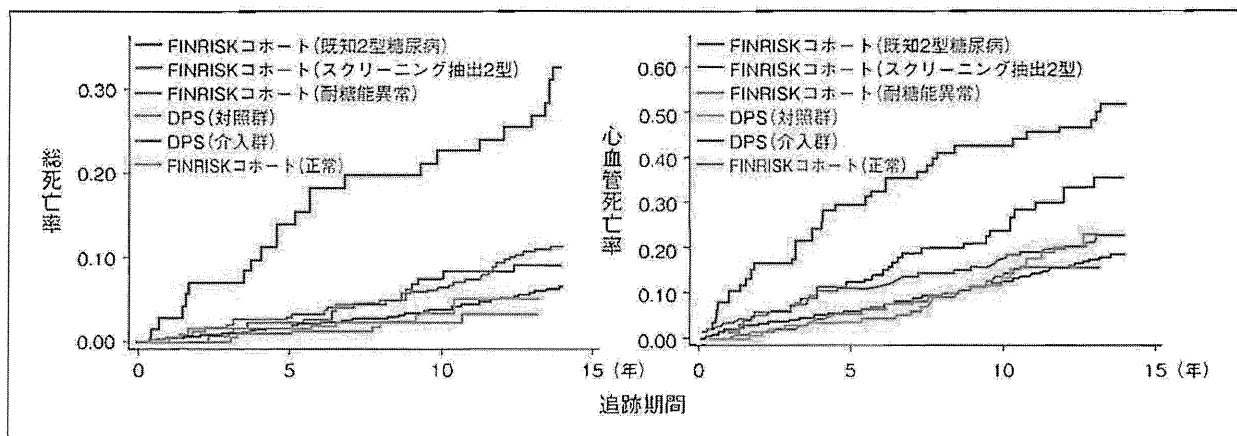 FINRISKコホート(既知2型糖尿病)
FINRISKコホート(スクリーニング抽出2型)
FINRISKコホート(耐糖能異常)
DPS(対照群)
DPS(介入群)
FINRISKコホート(正常)
総死亡率
0.30
0.20
0.10
0.00
0
5
10
15 (年)
FINRISKコホート(既知2型糖尿病)
FINRISKコホート(スクリーニング抽出2型)
FINRISKコホート(耐糖能異常)
DPS(対照群)
DPS(介入群)
FINRISKコホート(正常)
心血管死亡率
0.60
0.40
0.30
0.20
0.10
0.00
0
5
10
15 (年)
追跡期間